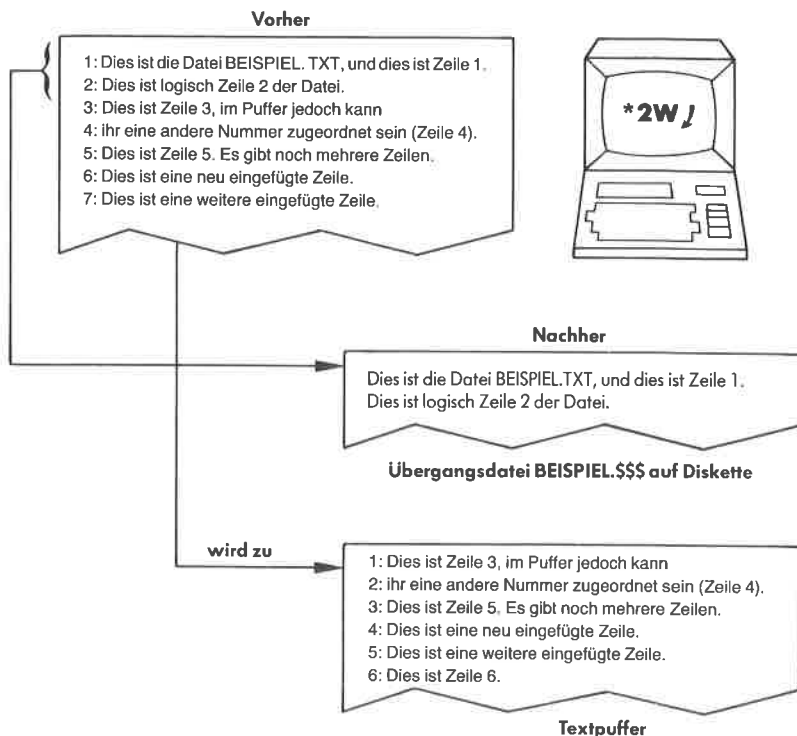 Vorher
1: Dies ist die Datei BEISPIEL.TXT, und dies ist Zeile 1.
2: Dies ist logisch Zeile 2 der Datei.
3: Dies ist Zeile 3, im Puffer jedoch kann
4: ihr eine andere Nummer zugeordnet sein (Zeile 4).
5: Dies ist Zeile 5. Es gibt noch mehrere Zeilen.
6: Dies ist eine neu eingefügte Zeile.
7: Dies ist eine weitere eingefügte Zeile.
*2W
Nachher
Dies ist die Datei BEISPIEL.TXT, und dies ist Zeile 1.
Dies ist logisch Zeile 2 der Datei.
Übergangsdatei BEISPIEL.$$$ auf Diskette
wird zu
1: Dies ist Zeile 3, im Puffer jedoch kann
2: ihr eine andere Nummer zugeordnet sein (Zeile 4).
3: Dies ist Zeile 5. Es gibt noch mehrere Zeilen.
4: Dies ist eine neu eingefügte Zeile.
5: Dies ist eine weitere eingefügte Zeile.
6: Dies ist Zeile 6.
Textpuffer